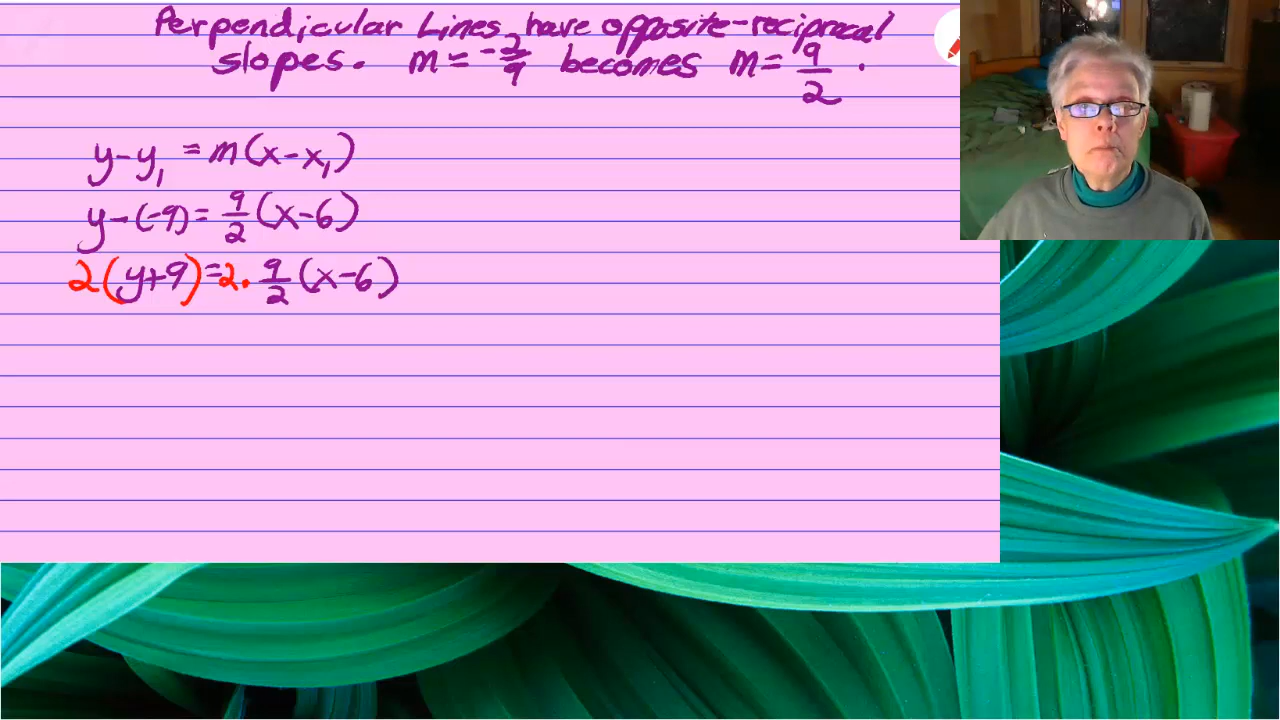 Perpendicular Lines have opposite-reciprocal
slopes. m = -2/9 becomes m = 9/2.
y - y₁ = m(x - x₁)
y - (-9) = 9/2 (x - 6)
2(y + 9) = 2 · 9/2 (x - 6)